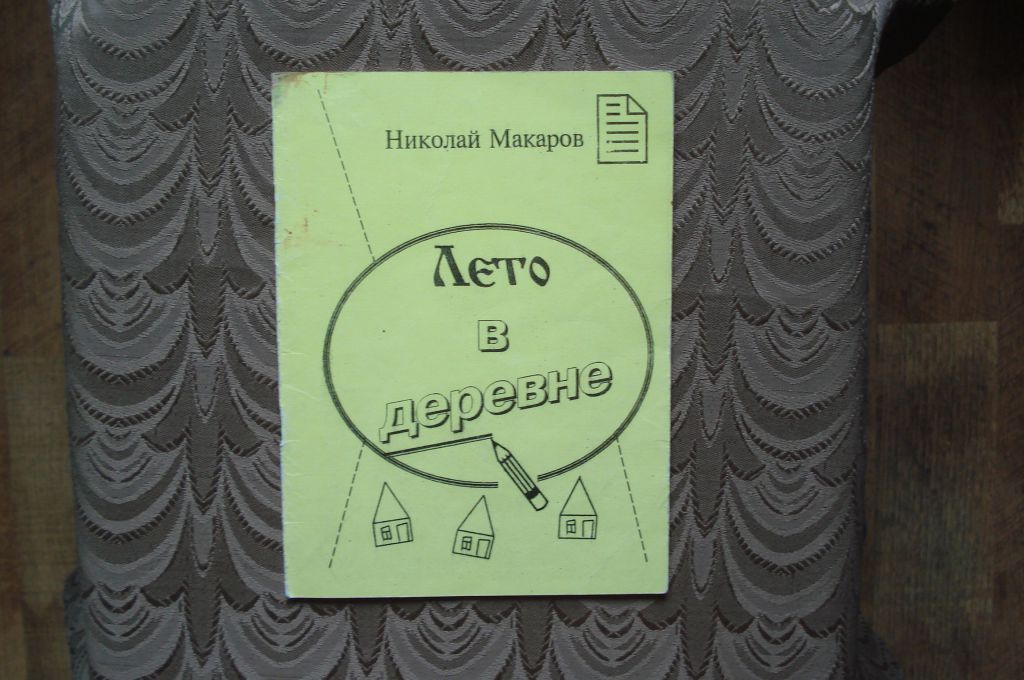 Николай Макаров
Лето
в
деревне